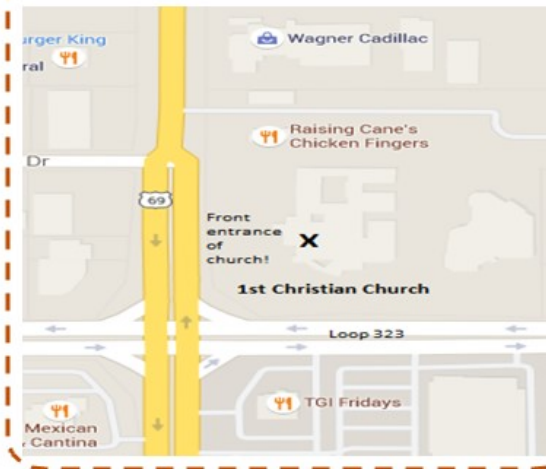 urger King
Wagner Cadillac
ral
Raising Cane's
Chicken Fingers
Dr
69
Front
entrance
of
church!
X
1st Christian Church
Loop 323
TGI Fridays
Mexican
Cantina